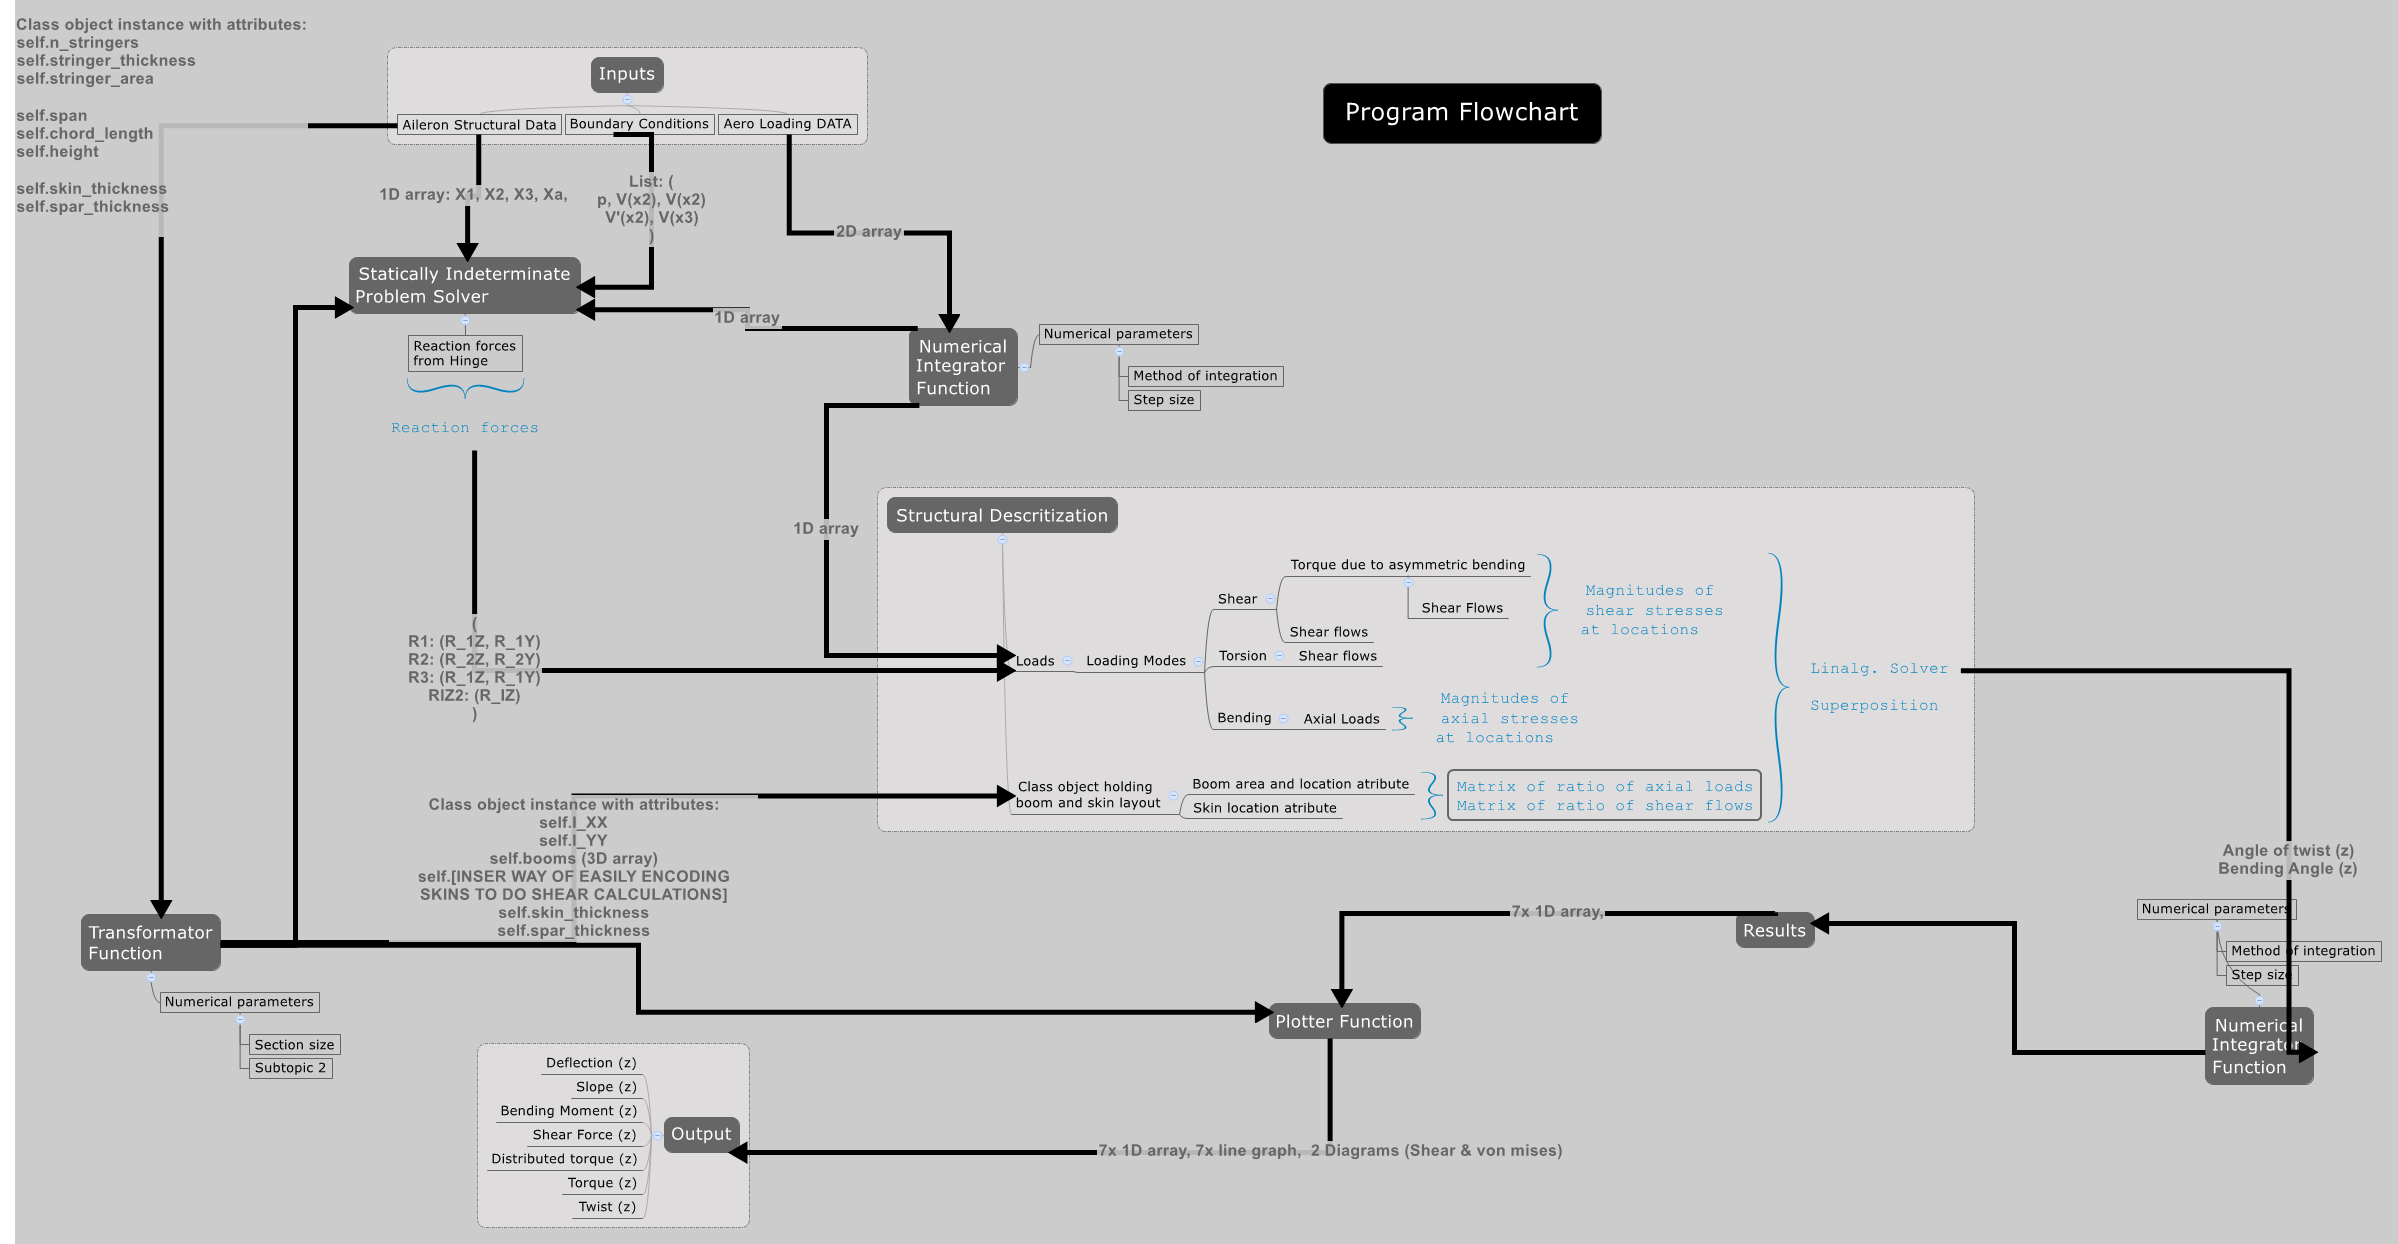 Class object instance with attributes:
self.n_stringers
self.stringer_thickness
self.stringer_area
self.span
self.chord_length
self.height
self.skin_thickness
self.spar_thickness
Inputs
Aileron Structural Data
Boundary Conditions
Aero Loading DATA
Program Flowchart
1D array: X1, X2, X3, Xa,
List: (
p, V(x2), V(x2)
V'(x2), V(x3)
)
2D array
Statically Indeterminate
Problem Solver
1D array
Reaction forces
from Hinge
Reaction forces
Numerical
Integrator
Function
Numerical parameters
Method of integration
Step size
1D array
Structural Descritization
Torque due to asymmetric bending
Shear
Shear Flows
Shear flows
Loads
Loading Modes
Torsion
Shear flows
Bending
Axial Loads
Magnitudes of
shear stresses
at locations
Magnitudes of
axial stresses
at locations
Linalg. Solver
Superposition
Class object holding
boom and skin layout
Boom area and location atribute
Skin location atribute
Matrix of ratio of axial loads
Matrix of ratio of shear flows
(
R1: (R_1Z, R_1Y)
R2: (R_2Z, R_2Y)
R3: (R_1Z, R_1Y)
RIZ2: (R_IZ)
)
Class object instance with attributes:
self.I_XX
self.I_YY
self.booms (3D array)
self.[INSER WAY OF EASILY ENCODING
SKINS TO DO SHEAR CALCULATIONS]
self.skin_thickness
self.spar_thickness
Angle of twist (z)
Bending Angle (z)
Transformator
Function
Numerical parameters
Section size
Subtopic 2
7x 1D array,
Results
Numerical parameters
Method of integration
Step size
Numerical
Integrator
Function
Plotter Function
Deflection (z)
Slope (z)
Bending Moment (z)
Shear Force (z)
Distributed torque (z)
Torque (z)
Twist (z)
Output
7x 1D array, 7x line graph,  2 Diagrams (Shear & von mises)